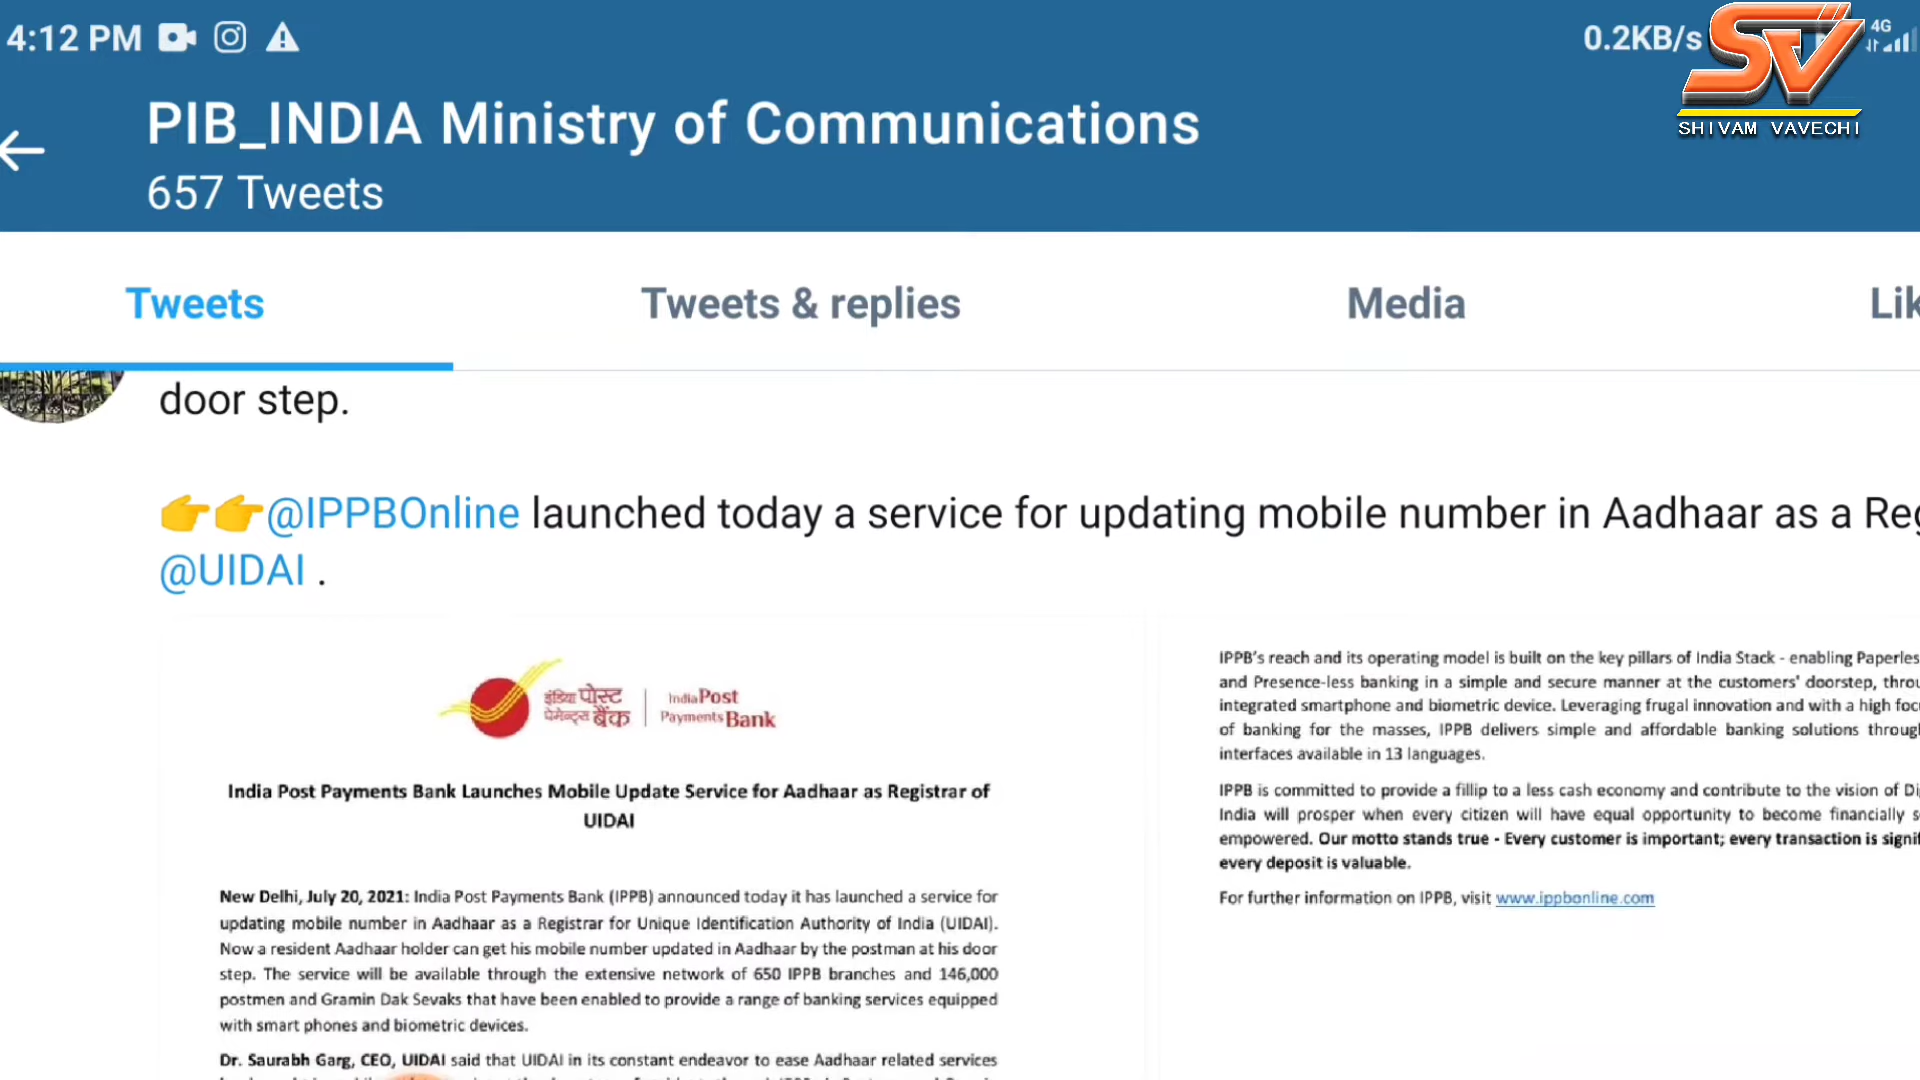 4:12 PM
0.2KB/s
4G
SV
SHIVAM VAVECHI
PIB_INDIA Ministry of Communications
657 Tweets
Tweets Tweets & replies Media Lik
door step.
👉👉@IPPBOnline launched today a service for updating mobile number in Aadhaar as a Reg
@UIDAI .
इंडिया पोस्ट
पेमेन्ट्स बैंक
IndiaPost
Payments Bank
India Post Payments Bank Launches Mobile Update Service for Aadhaar as Registrar of
UIDAI
New Delhi, July 20, 2021: India Post Payments Bank (IPPB) announced today it has launched a service for
updating mobile number in Aadhaar as a Registrar for Unique Identification Authority of India (UIDAI).
Now a resident Aadhaar holder can get his mobile number updated in Aadhaar by the postman at his door
step. The service will be available through the extensive network of 650 IPPB branches and 146,000
postmen and Gramin Dak Sevaks that have been enabled to provide a range of banking services equipped
with smart phones and biometric devices.
Dr. Saurabh Garg, CEO, UIDAI said that UIDAI in its constant endeavor to ease Aadhaar related services
IPPB's reach and its operating model is built on the key pillars of India Stack - enabling Paperles
and Presence-less banking in a simple and secure manner at the customers' doorstep, throu
integrated smartphone and biometric device. Leveraging frugal innovation and with a high foc
of banking for the masses, IPPB delivers simple and affordable banking solutions throug
interfaces available in 13 languages.
IPPB is committed to provide a fillip to a less cash economy and contribute to the vision of Di
India will prosper when every citizen will have equal opportunity to become financially s
empowered. Our motto stands true - Every customer is important; every transaction is signif
every deposit is valuable.
For further information on IPPB, visit www.ippbonline.com